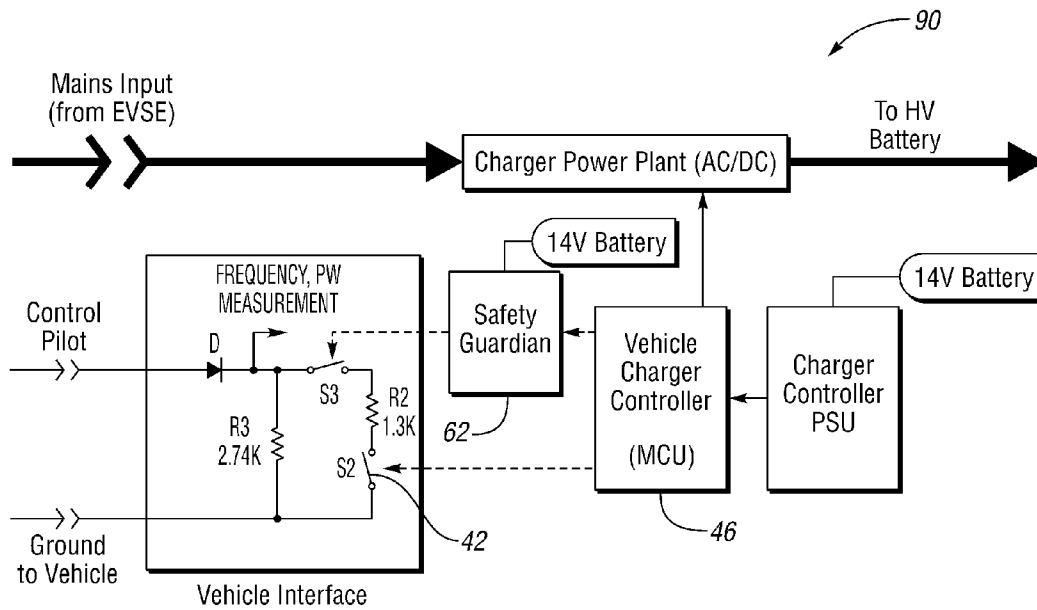 90
Mains Input
(from EVSE)
To HV
Battery
Charger Power Plant (AC/DC)
14V Battery
14V Battery
FREQUENCY, PW
MEASUREMENT
Control
Pilot
D
S3
R2
1.3K
R3
2.74K
S2
Safety
Guardian
62
Vehicle
Charger
Controller
(MCU)
46
Charger
Controller
PSU
42
Ground
to Vehicle
Vehicle Interface